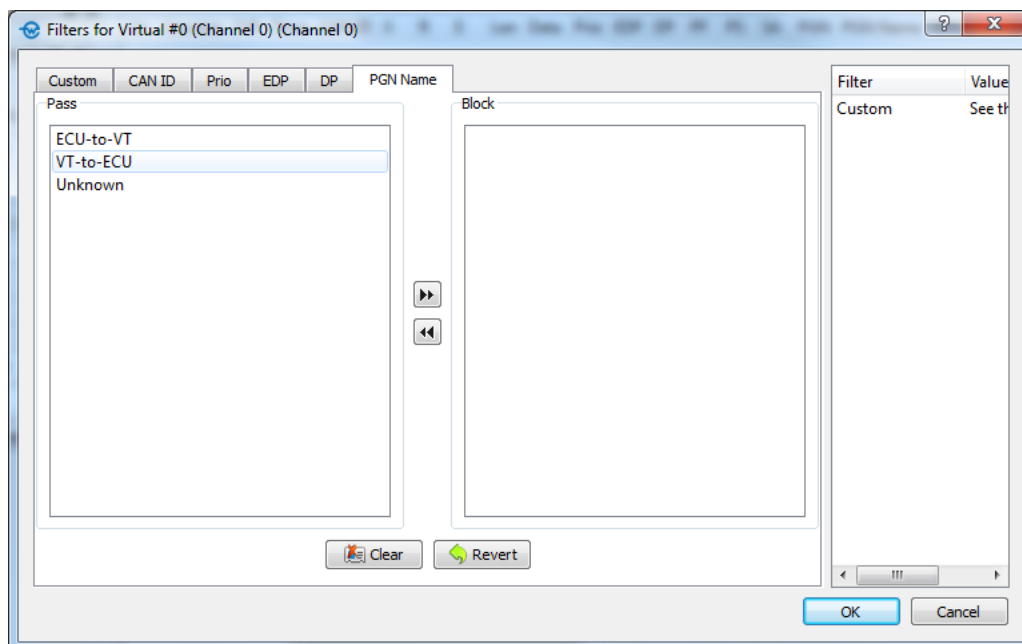 Filters for Virtual #0 (Channel 0) (Channel 0)
Custom CAN ID Prio EDP DP PGN Name
Pass
Block
ECU-to-VT
VT-to-ECU
Unknown
Clear Revert
Filter Value
Custom See th
OK Cancel